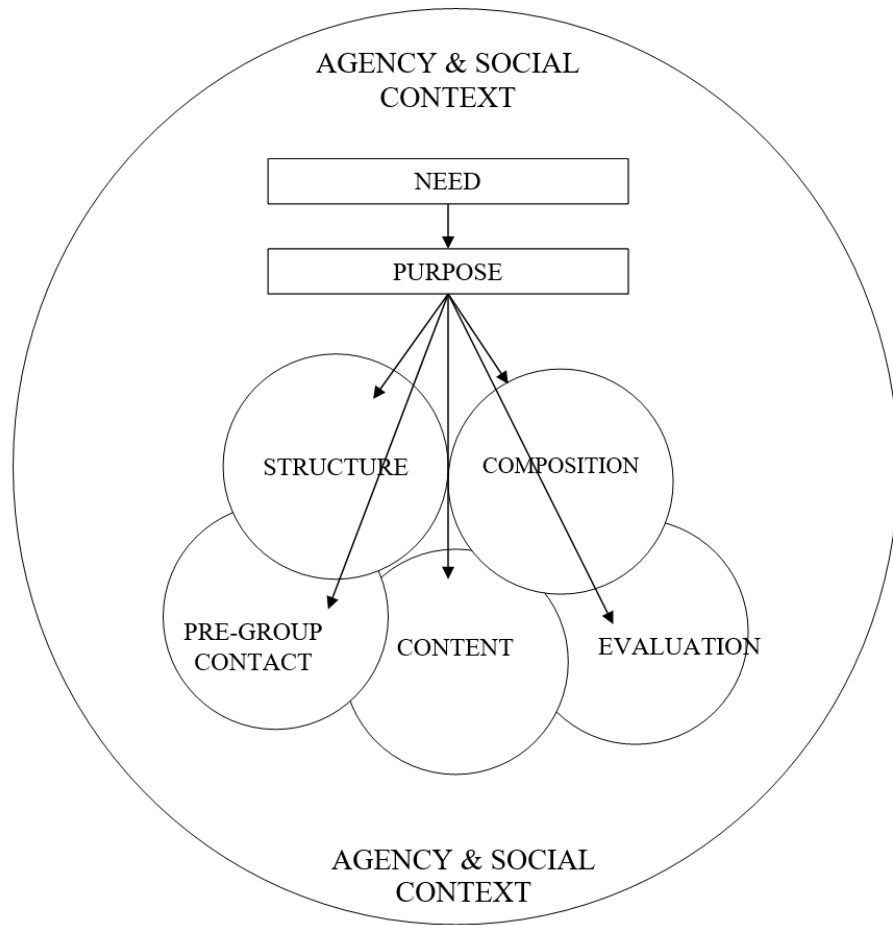 AGENCY & SOCIAL
CONTEXT
NEED
PURPOSE
STRUCTURE
COMPOSITION
PRE-GROUP
CONTACT
CONTENT
EVALUATION
AGENCY & SOCIAL
CONTEXT